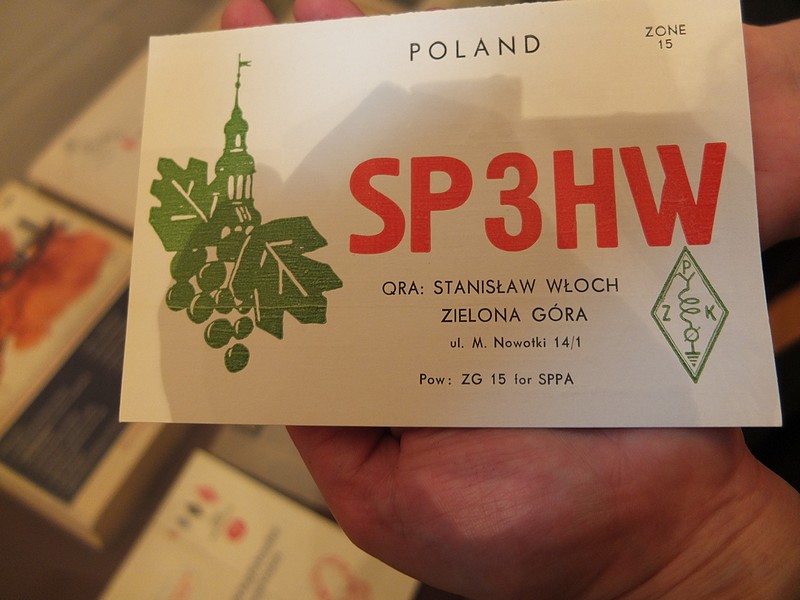 POLAND
ZONE
15
SP3HW
QRA: STANISŁAW WŁOCH
ZIELONA GÓRA
ul. M. Nowotki 14/1
Pow: ZG 15 for SPPA
P
Z K